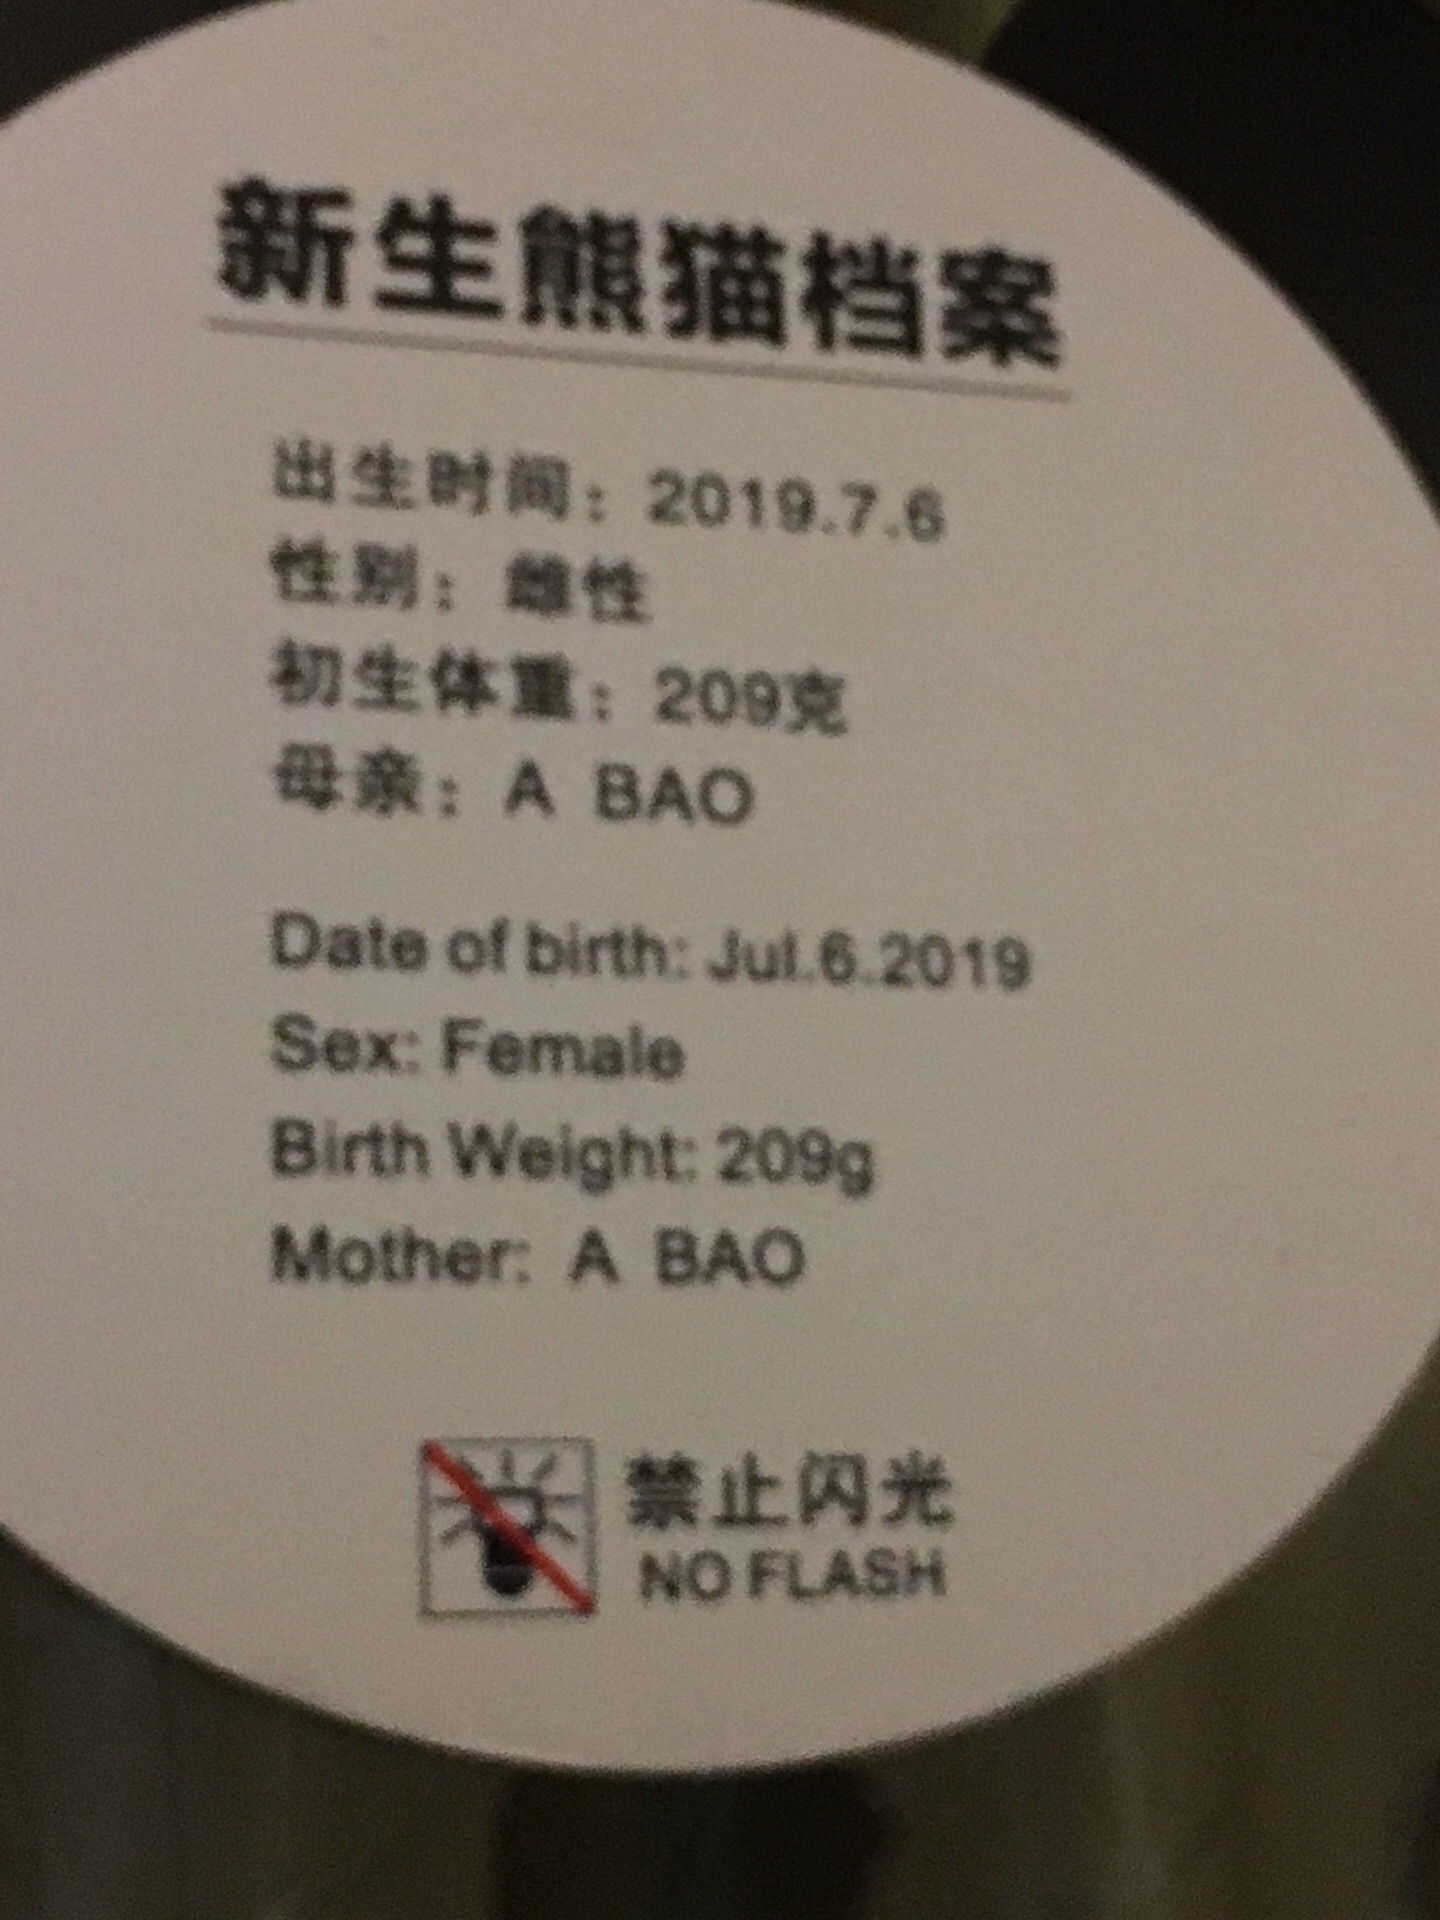 新生熊猫档案
出生时间：2019.7.6
性别：雌性
初生体重：209克
母亲：A BAO
Date of birth: Jul.6.2019
Sex: Female
Birth Weight: 209g
Mother: A BAO
禁止闪光
NO FLASH